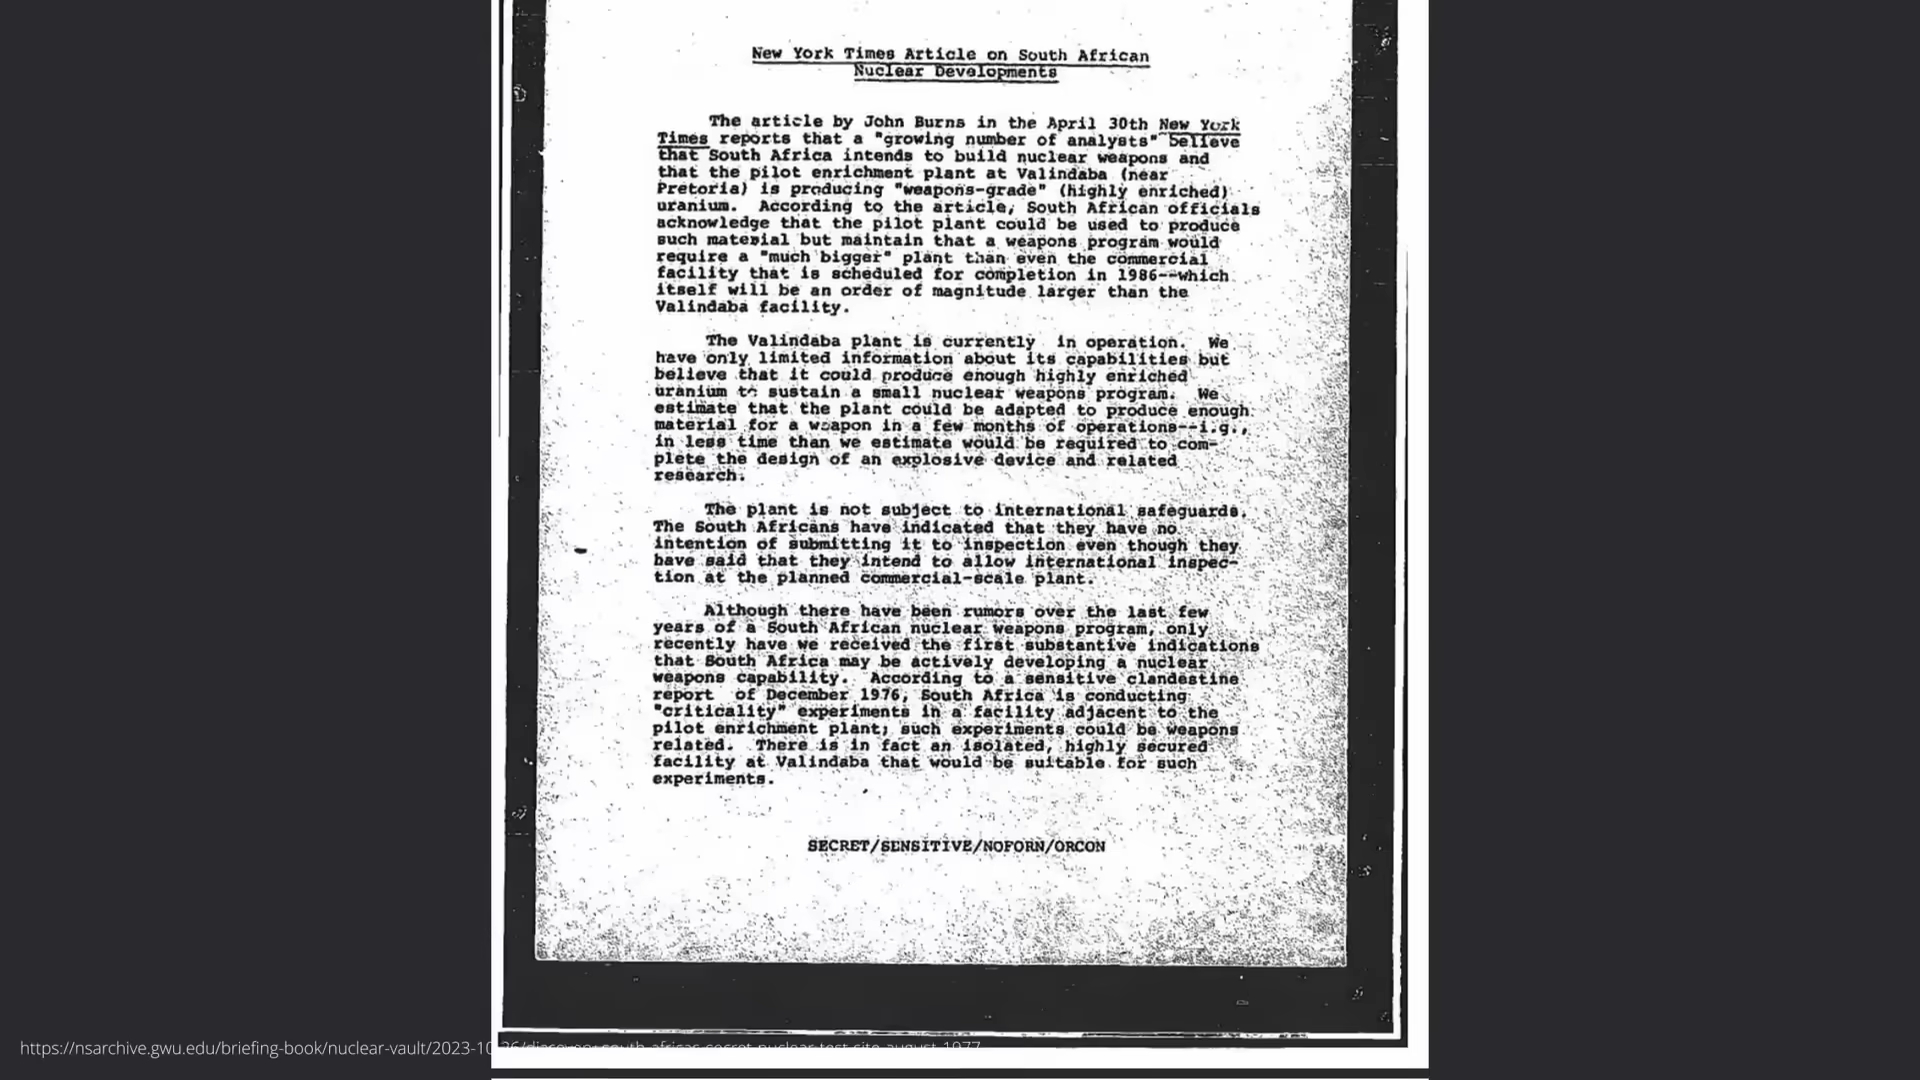 New York Times Article on South African
Nuclear Developments
The article by John Burns in the April 30th New York
Times reports that a "growing number of analysts" believe
that South Africa intends to build nuclear weapons and
that the pilot enrichment plant at Valindaba (near
Pretoria) is producing "weapons-grade" (highly enriched)
uranium. According to the article, South African officials
acknowledge that the pilot plant could be used to produce
such material but maintain that a weapons program would
require a "much bigger" plant than even the commercial
facility that is scheduled for completion in 1986--which
itself will be an order of magnitude larger than the
Valindaba facility.
The Valindaba plant is currently in operation. We
have only limited information about its capabilities but
believe that it could produce enough highly enriched
uranium to sustain a small nuclear weapons program. We
estimate that the plant could be adapted to produce enough
material for a weapon in a few months of operations--i.g.,
in less time than we estimate would be required to com-
plete the design of an explosive device and related
research.
The plant is not subject to international safeguards.
The South Africans have indicated that they have no
intention of submitting it to inspection even though they
have said that they intend to allow international inspec-
tion at the planned commercial-scale plant.
Although there have been rumors over the last few
years of a South African nuclear weapons program, only
recently have we received the first substantive indications
that South Africa may be actively developing a nuclear
weapons capability. According to a sensitive clandestine
report of December 1976, South Africa is conducting
"criticality" experiments in a facility adjacent to the
pilot enrichment plant; such experiments could be weapons
related. There is in fact an isolated, highly secured
facility at Valindaba that would be suitable for such
experiments.
SECRET/SENSITIVE/NOFORN/ORCON
https://nsarchive.gwu.edu/briefing-book/nuclear-vault/2023-10-26/discovery-south-africas-secret-nuclear-test-site-august-1977